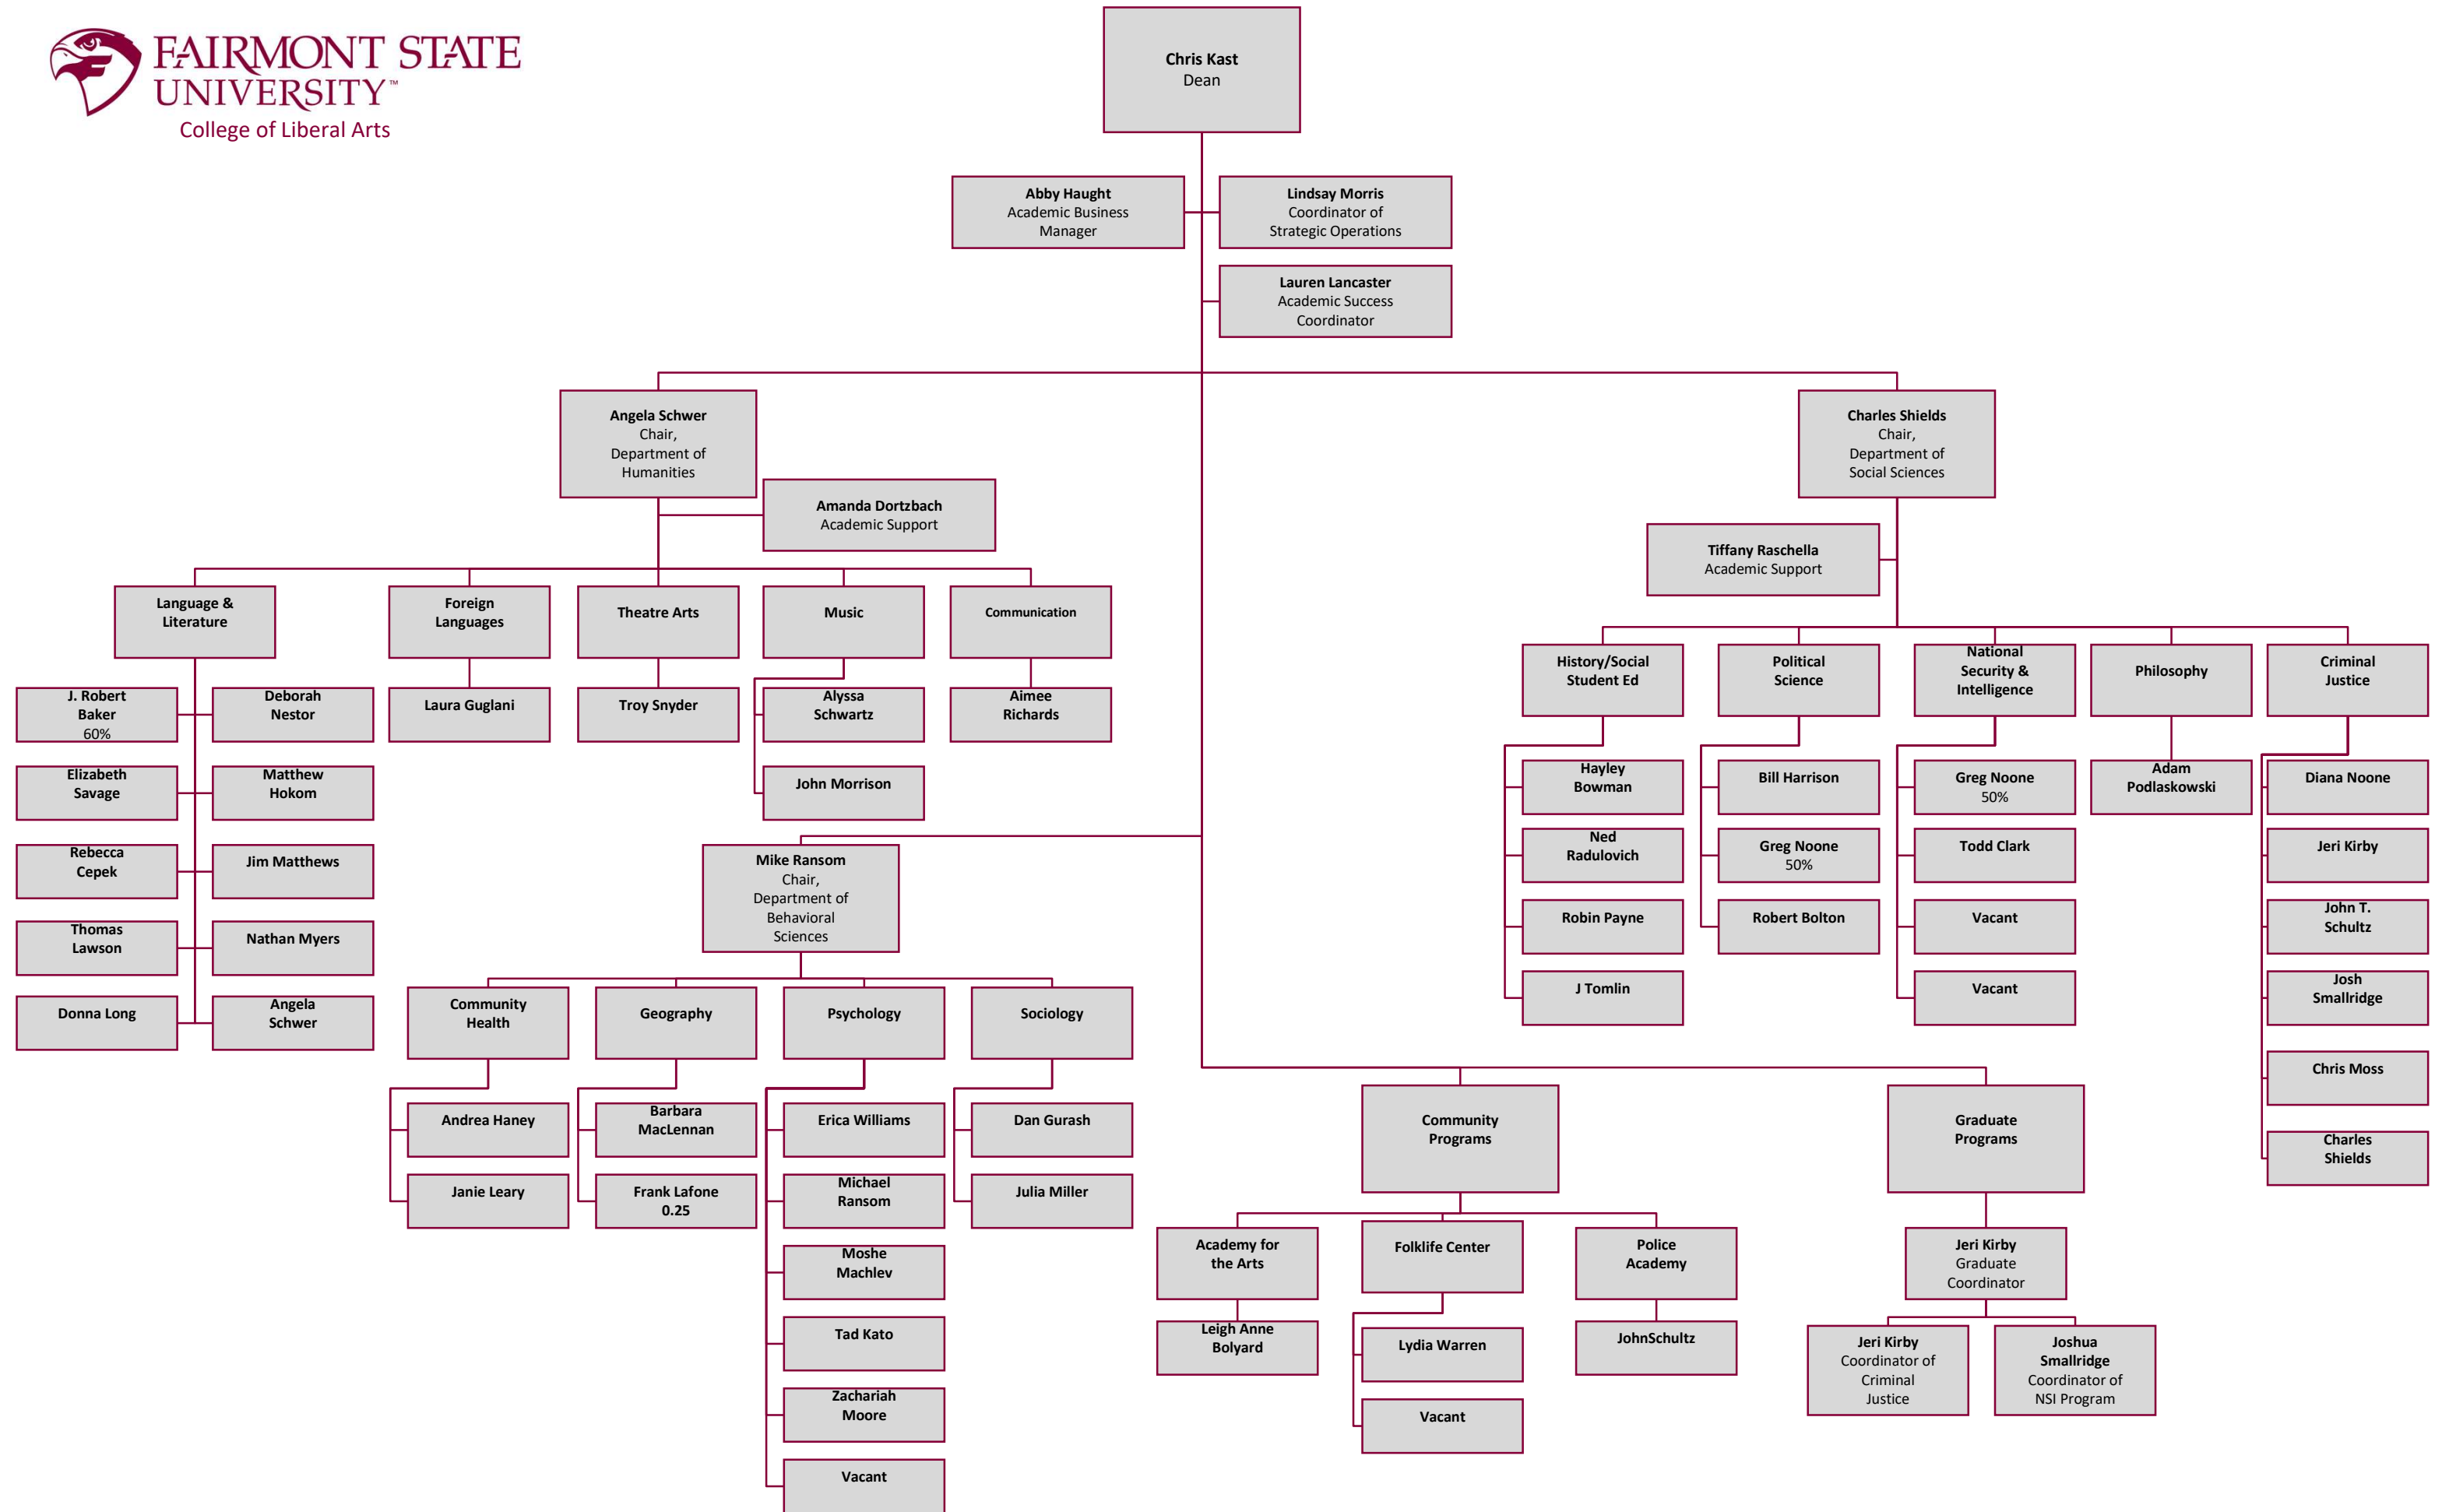 FAIRMONT STATE
UNIVERSITY™
College of Liberal Arts
Chris Kast
Dean
Abby Haught
Academic Business
Manager
Lindsay Morris
Coordinator of
Strategic Operations
Lauren Lancaster
Academic Success
Coordinator
Angela Schwer
Chair,
Department of
Humanities
Amanda Dortzbach
Academic Support
Language &
Literature
Foreign
Languages
Theatre Arts
Music
Communication
J. Robert
Baker
60%
Deborah
Nestor
Elizabeth
Savage
Matthew
Hokom
Rebecca
Cepek
Jim Matthews
Thomas
Lawson
Nathan Myers
Donna Long
Angela
Schwer
Laura Guglani
Troy Snyder
Alyssa
Schwartz
John Morrison
Aimee
Richards
Charles Shields
Chair,
Department of
Social Sciences
Tiffany Raschella
Academic Support
History/Social
Student Ed
Political
Science
National
Security &
Intelligence
Philosophy
Criminal
Justice
Hayley
Bowman
Ned
Radulovich
Robin Payne
J Tomlin
Bill Harrison
Greg Noone
50%
Robert Bolton
Greg Noone
50%
Todd Clark
Vacant
Vacant
Adam
Podlaskowski
Diana Noone
Jeri Kirby
John T.
Schultz
Josh
Smallridge
Chris Moss
Charles
Shields
Mike Ransom
Chair,
Department of
Behavioral
Sciences
Community
Health
Geography
Psychology
Sociology
Andrea Haney
Janie Leary
Barbara
MacLennan
Frank Lafone
0.25
Erica Williams
Michael
Ransom
Moshe
Machlev
Tad Kato
Zachariah
Moore
Vacant
Dan Gurash
Julia Miller
Community
Programs
Graduate
Programs
Academy for
the Arts
Folklife Center
Police
Academy
Leigh Anne
Bolyard
Lydia Warren
Vacant
JohnSchultz
Jeri Kirby
Graduate
Coordinator
Jeri Kirby
Coordinator of
Criminal
Justice
Joshua
Smallridge
Coordinator of
NSI Program